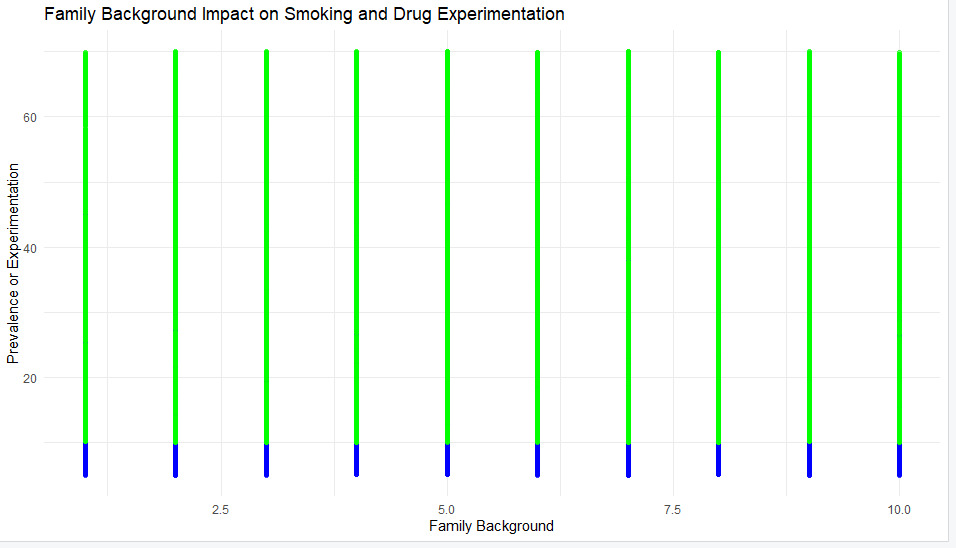 Family Background Impact on Smoking and Drug Experimentation
Prevalence or Experimentation
60
40
20
2.5
5.0
7.5
10.0
Family Background